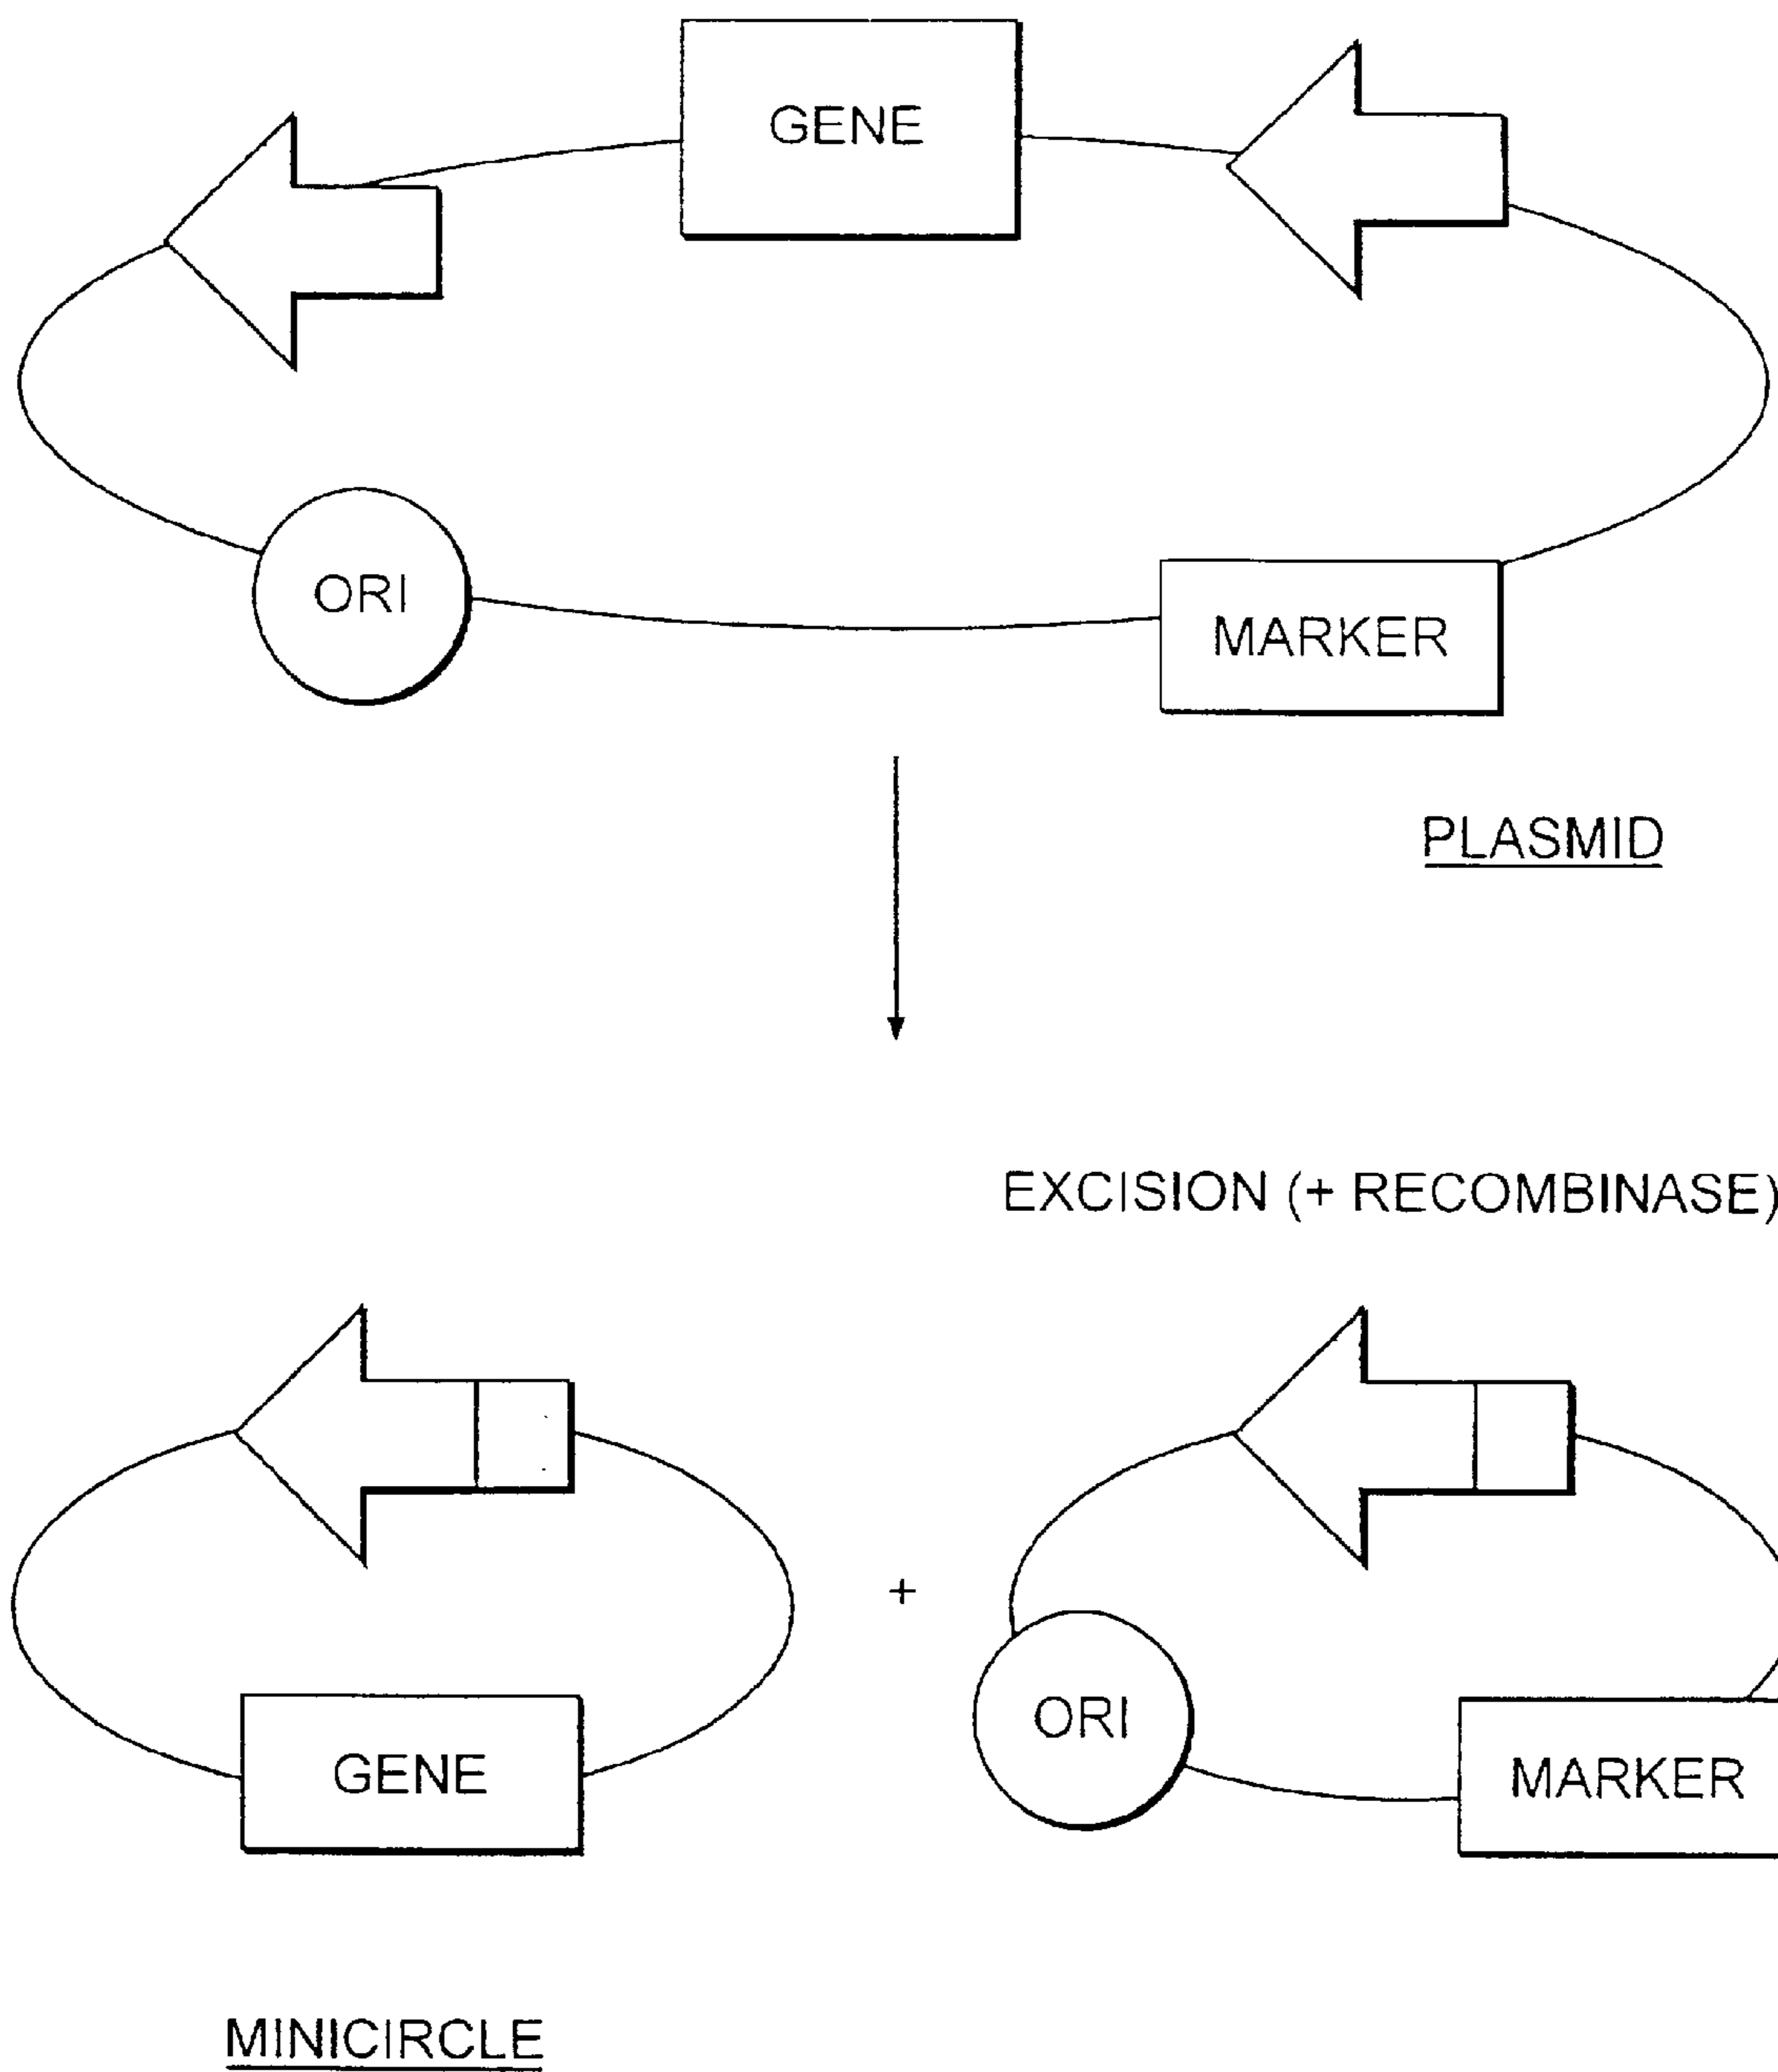 GENE
ORI
MARKER
PLASMID
EXCISION (+ RECOMBINASE)
+
ORI
GENE
MARKER
MINICIRCLE